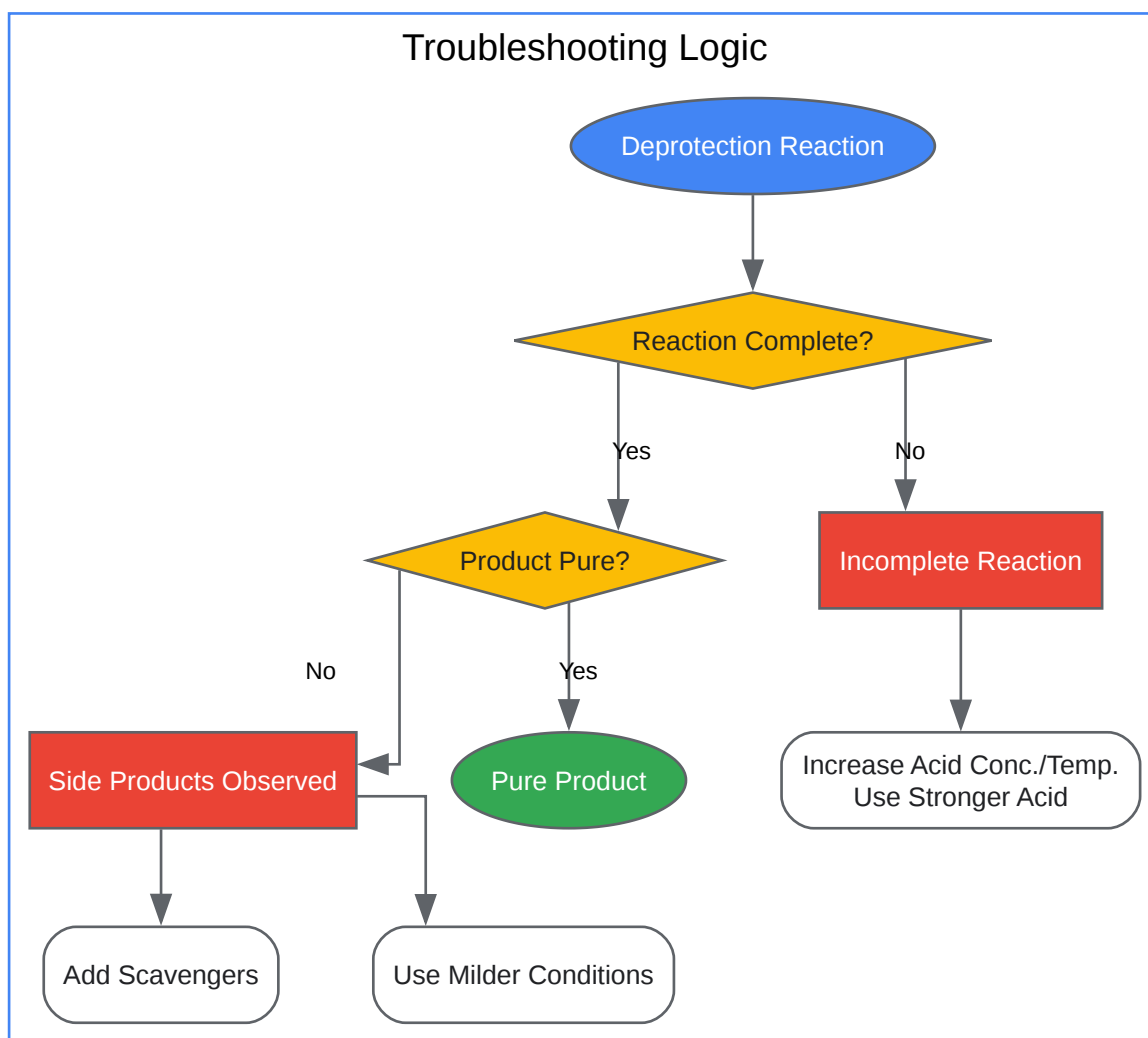 Troubleshooting Logic
Deprotection Reaction
Reaction Complete?
Yes
No
Product Pure?
Incomplete Reaction
No
Yes
Side Products Observed
Pure Product
Increase Acid Conc./Temp.
Use Stronger Acid
Add Scavengers
Use Milder Conditions